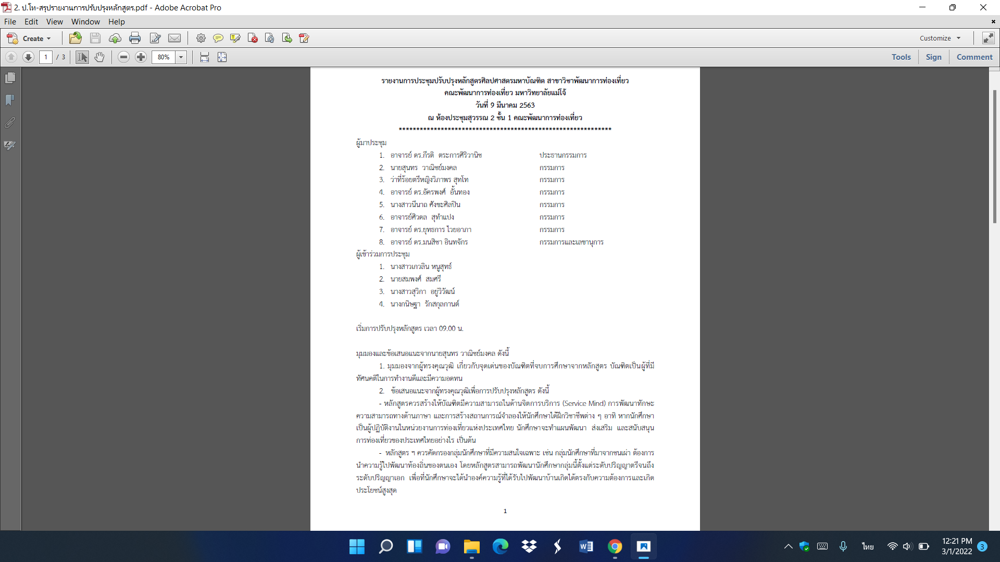 2. ป.โท-สรุปรายงานการปรับปรุงหลักสูตร.pdf - Adobe Acrobat Pro
File Edit View Window Help
Create
Customize
1 / 3
80%
Tools Sign Comment
รายงานการประชุมปรับปรุงหลักสูตรศิลปศาสตรมหาบัณฑิต สาขาวิชาพัฒนาการท่องเที่ยว
คณะพัฒนาการท่องเที่ยว มหาวิทยาลัยแม่โจ้
วันที่ 9 มีนาคม 2563
ณ ห้องประชุมสุวรรณ 2 ชั้น 1 คณะพัฒนาการท่องเที่ยว
*************************************************************
ผู้มาประชุม
1. อาจารย์ ดร.กีรติ ตระการศิริวานิช ประธานกรรมการ
2. นายสุนทร วาณิชย์มงคล กรรมการ
3. ว่าที่ร้อยตรีหญิงวิภาพร สุทโท กรรมการ
4. อาจารย์ ดร.อัครพงศ์ อั้นทอง กรรมการ
5. นางสาวนีนาถ ศังขะศิลปิน กรรมการ
6. อาจารย์ศิวดล สุทำแปง กรรมการ
7. อาจารย์ ดร.ยุทธการ ไวยอาภา กรรมการ
8. อาจารย์ ดร.มนสิชา อินทจักร กรรมการและเลขานุการ
ผู้เข้าร่วมการประชุม
1. นางสาวเกวลิน หนูสุทธ์
2. นายสมพงศ์ สมศรี
3. นางสาวสุวิกา อยู่วิวัฒน์
4. นางกนิษฐา รักสกุลกานต์
เริ่มการปรับปรุงหลักสูตร เวลา 09.00 น.
มุมมองและข้อเสนอแนะจากนายสุนทร วาณิชย์มงคล ดังนี้
1. มุมมองจากผู้ทรงคุณวุฒิ เกี่ยวกับจุดเด่นของบัณฑิตที่จบการศึกษาจากหลักสูตร บัณฑิตเป็นผู้ที่มี
ทัศนคติในการทำงานดีและมีความอดทน
2. ข้อเสนอแนะจากผู้ทรงคุณวุฒิเพื่อการปรับปรุงหลักสูตร ดังนี้
- หลักสูตรควรสร้างให้บัณฑิตมีความสามารถในด้านจิตการบริการ (Service Mind) การพัฒนาทักษะ
ความสามารถทางด้านภาษา และการสร้างสถานการณ์จำลองให้นักศึกษาได้ฝึกวิชาชีพต่าง ๆ อาทิ หากนักศึกษา
เป็นผู้ปฏิบัติงานในหน่วยงานการท่องเที่ยวแห่งประเทศไทย นักศึกษาจะทำแผนพัฒนา ส่งเสริม และสนับสนุน
การท่องเที่ยวของประเทศไทยอย่างไร เป็นต้น
- หลักสูตร ฯ ควรคัดกรองกลุ่มนักศึกษาที่มีความสนใจเฉพาะ เช่น กลุ่มนักศึกษาที่มาจากชนเผ่า ต้องการ
นำความรู้ไปพัฒนาท้องถิ่นของตนเอง โดยหลักสูตรสามารถพัฒนานักศึกษากลุ่มนี้ตั้งแต่ระดับปริญญาตรีจนถึง
ระดับปริญญาเอก เพื่อที่นักศึกษาจะได้นำองค์ความรู้ที่ได้รับไปพัฒนาบ้านเกิดได้ตรงกับความต้องการและเกิด
ประโยชน์สูงสุด
1
ไทย
12:21 PM
3/1/2022
3